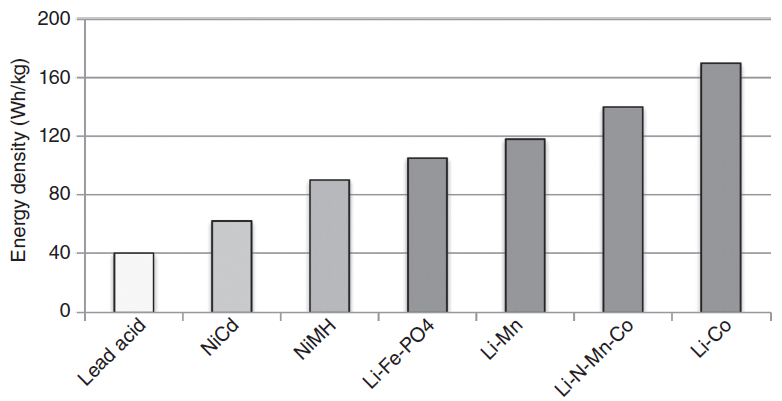 200
160
120
80
40
0
Energy density (Wh/kg)
Lead acid
NiCd
NiMH
Li-Fe-PO4
Li-Mn
Li-N-Mn-Co
Li-Co